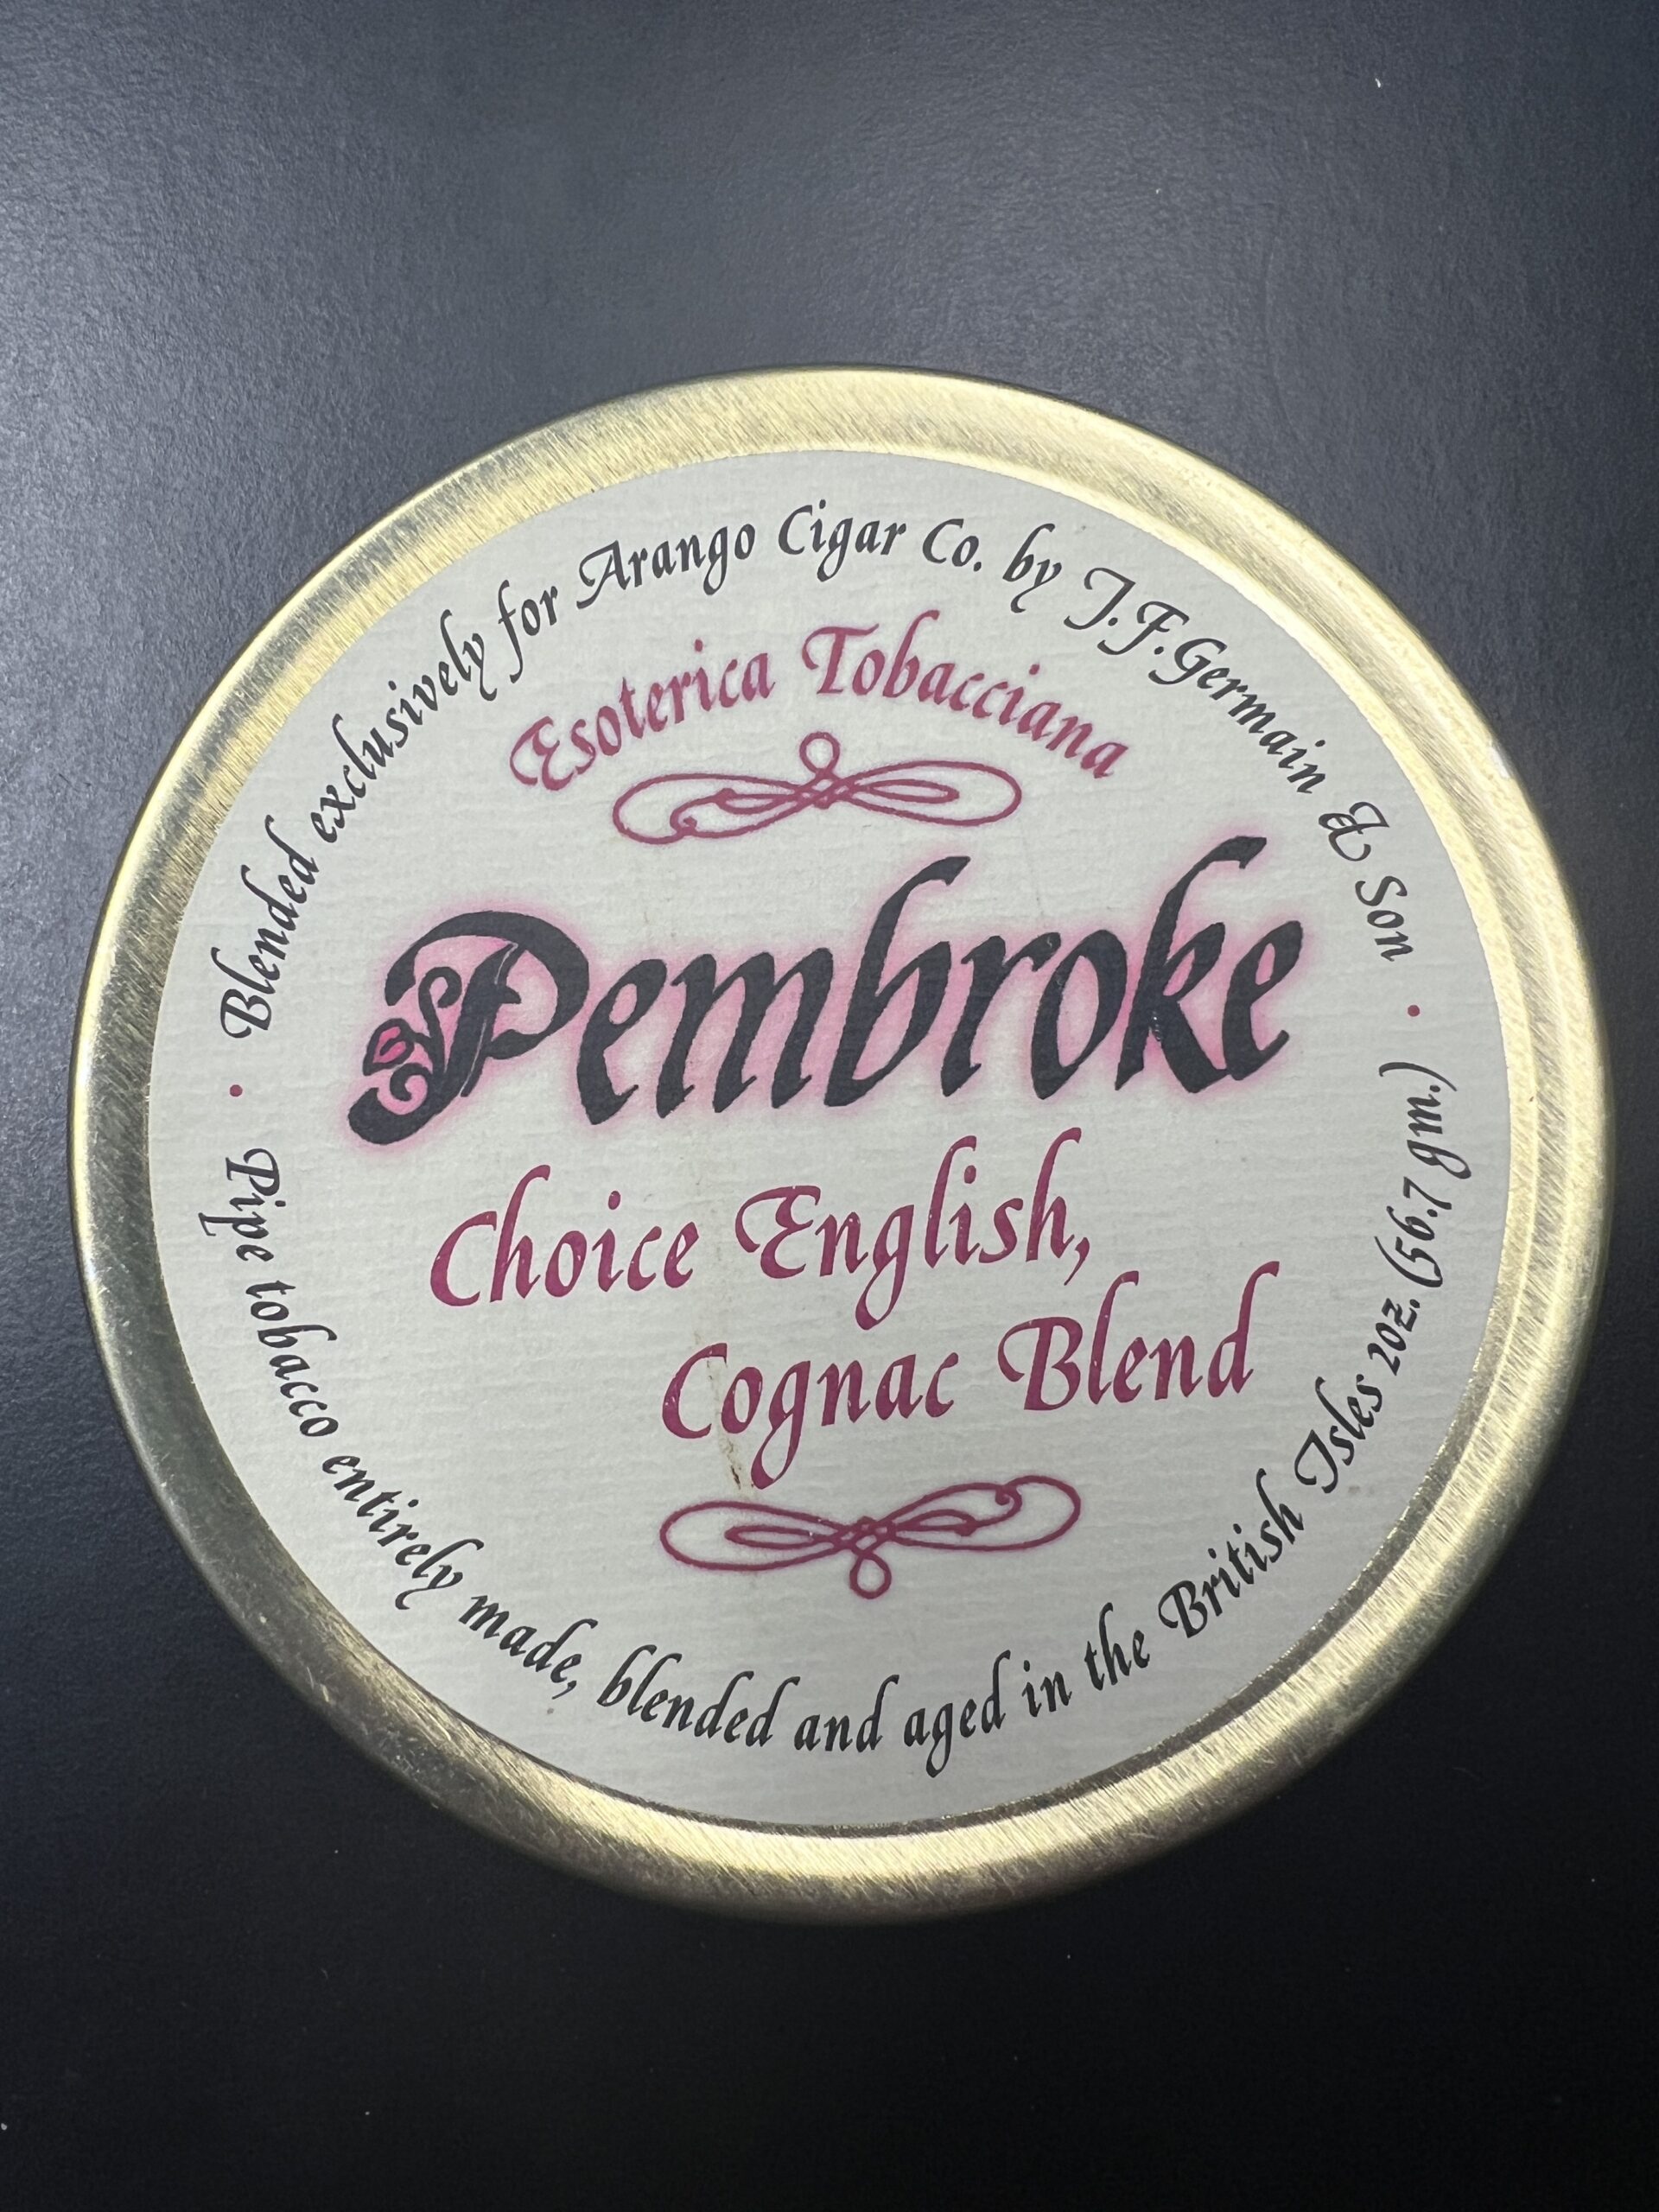 Blended exclusively for Arango Cigar Co. by J.F.Germain & Son
Esoterica Tobacciana
Pembroke
Choice English,
Cognac Blend
Pipe tobacco entirely made, blended and aged in the British Isles 2oz. (56.7 gm.)